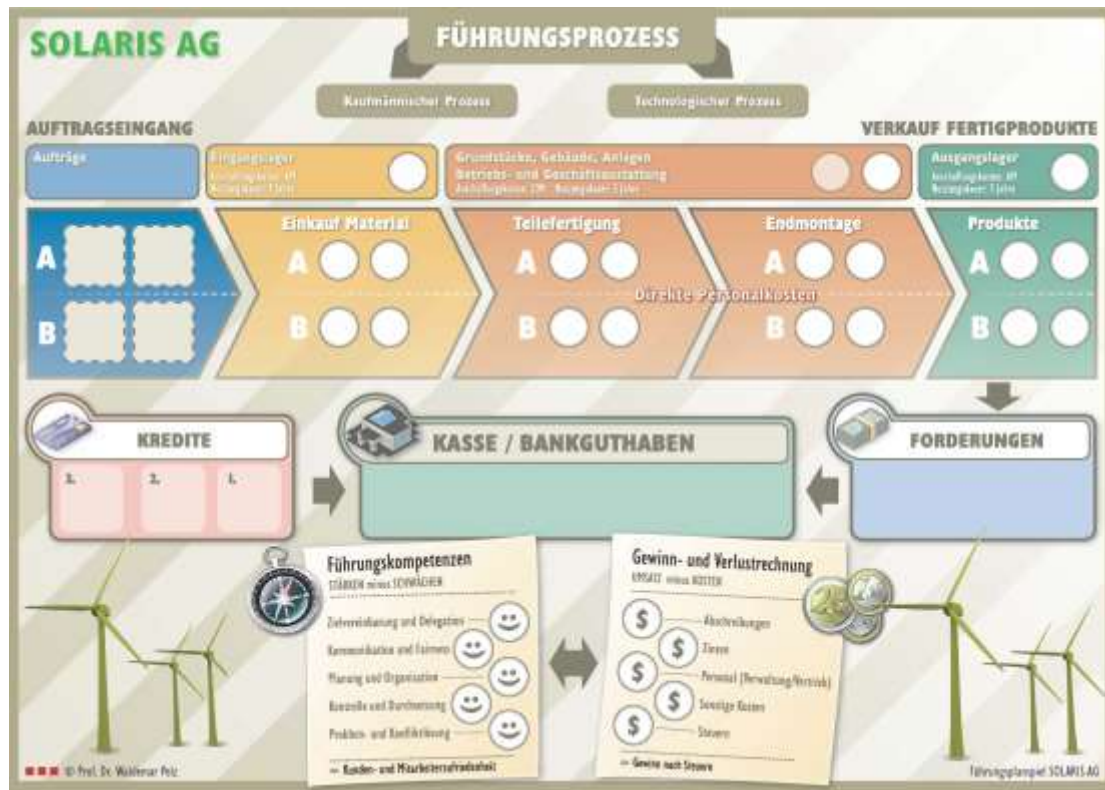 SOLARIS AG
FÜHRUNGSPROZESS
Kaufmännischer Prozess
Technologischer Prozess
AUFTRAGSEINGANG
VERKAUF FERTIGPRODUKTE
Aufträge
Eingangslager
Grundstücke, Gebäude, Anlagen
Betriebs- und Geschäftsausstattung
Ausgangslager
Einkauf Material
Teilefertigung
Endmontage
Produkte
A
A
A
A
A
Direkte Personalkosten
B
B
B
B
B
KREDITE
KASSE / BANKGUTHABEN
FORDERUNGEN
3.
2.
1.
Führungskompetenzen
STÄRKEN minus SCHWÄCHEN
Zielvereinbarung und Delegation
Kommunikation und Fairness
Planung und Organisation
Kontrolle und Durchsetzung
Problem- und Konfliktlösung
= Kunden- und Mitarbeiterzufriedenheit
Gewinn- und Verlustrechnung
UMSATZ minus KOSTEN
$ Abschreibungen
$ Zinsen
$ Personal (Verwaltung/Vertrieb)
$ Sonstige Kosten
$ Steuern
= Gewinn nach Steuern
© Prof. Dr. Waldemar Pelz
Führungsplanspiel SOLARIS AG